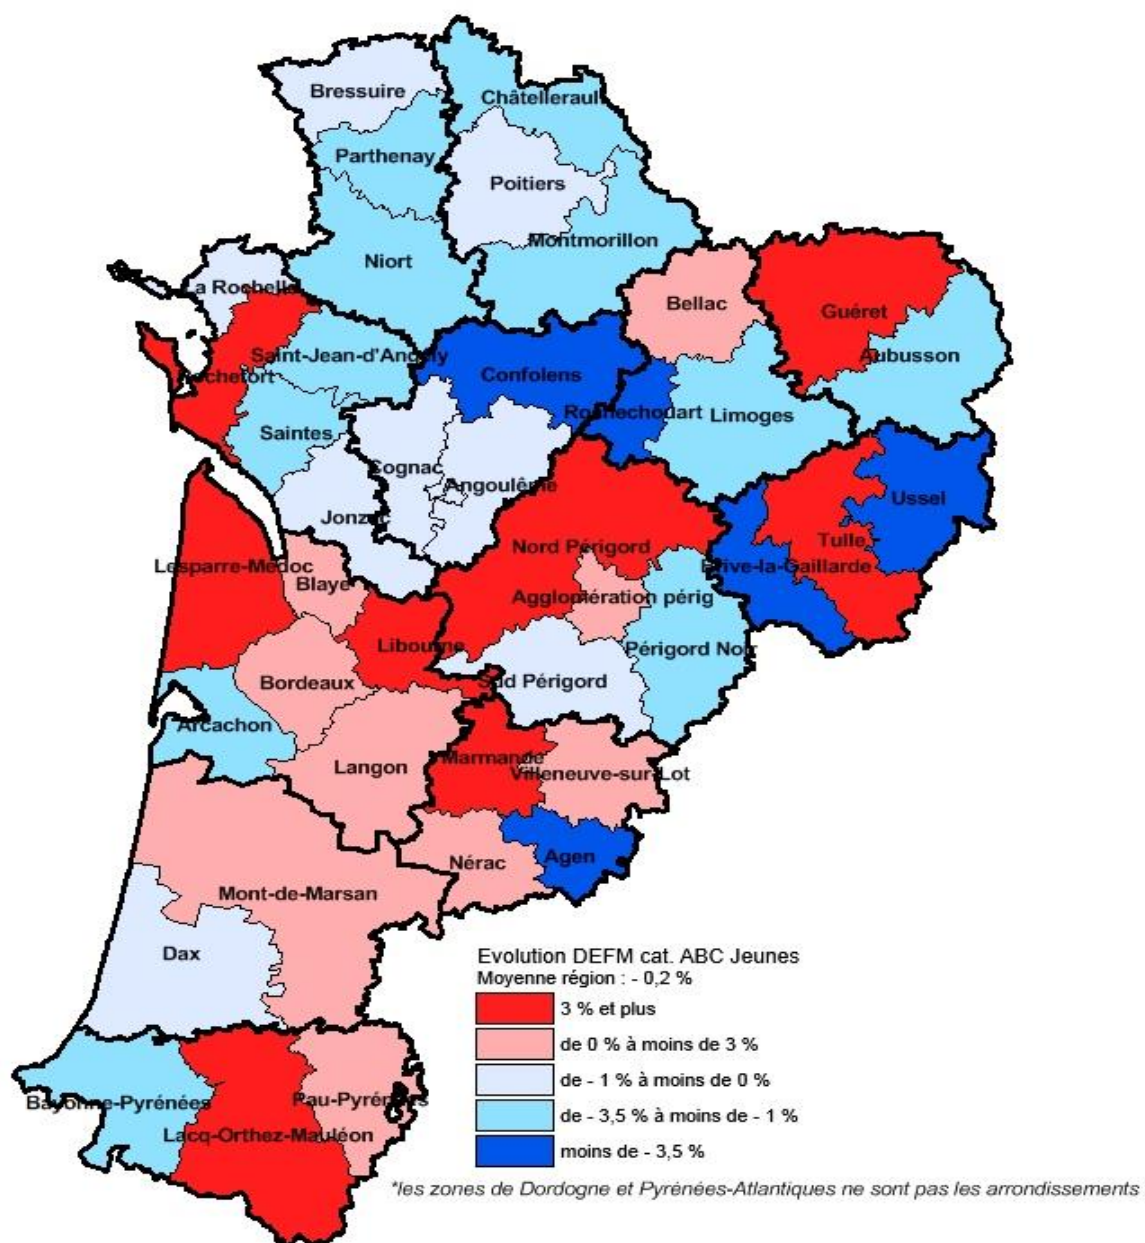 Bressuire
Châtelleraul
Parthenay
Poitiers
Montmorillon
Niort
La Rochelle
Bellac
Guéret
Saint-Jean-d'Angély
Aubusson
Rochefort
Confolens
Rochechouart
Limoges
Saintes
Cognac
Angoulême
Ussel
Jonzac
Nord Périgord
Tulle
Lesparre-Médoc
Brive-la-Gaillarde
Blaye
Agglomération périg
Libourne
Périgord Noir
Bordeaux
Sud Périgord
Arcachon
Marmande
Langon
Villeneuve-sur-Lot
Nérac
Agen
Mont-de-Marsan
Dax
Evolution DEFM cat. ABC Jeunes
Moyenne région : - 0,2 %
3 % et plus
de 0 % à moins de 3 %
de - 1 % à moins de 0 %
de - 3,5 % à moins de - 1 %
moins de - 3,5 %
Bayonne-Pyrénées
Pau-Pyrénées
Lacq-Orthez-Mauléon
*les zones de Dordogne et Pyrénées-Atlantiques ne sont pas les arrondissements